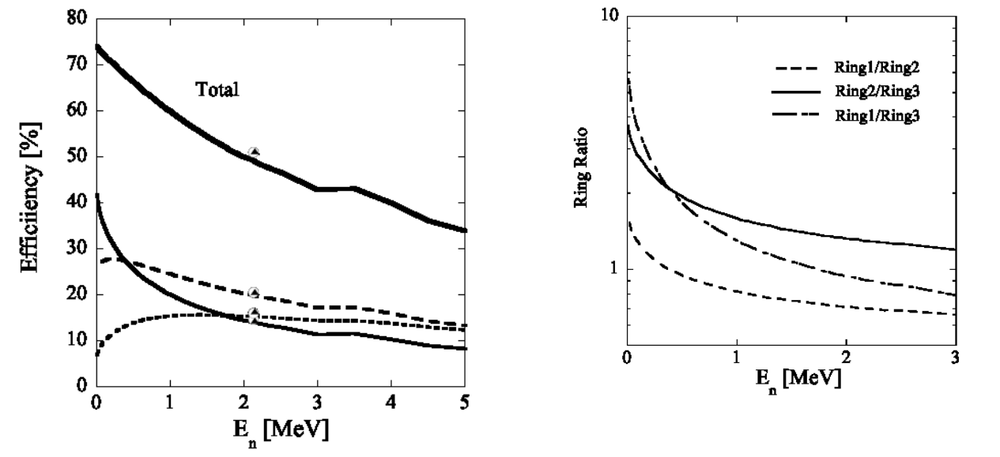 80
70
60
50
40
30
20
10
0
Efficiiency [%]
Total
0 1 2 3 4 5
E_n [MeV]
10
1
Ring Ratio
Ring1/Ring2
Ring2/Ring3
Ring1/Ring3
0 1 2 3
E_n [MeV]